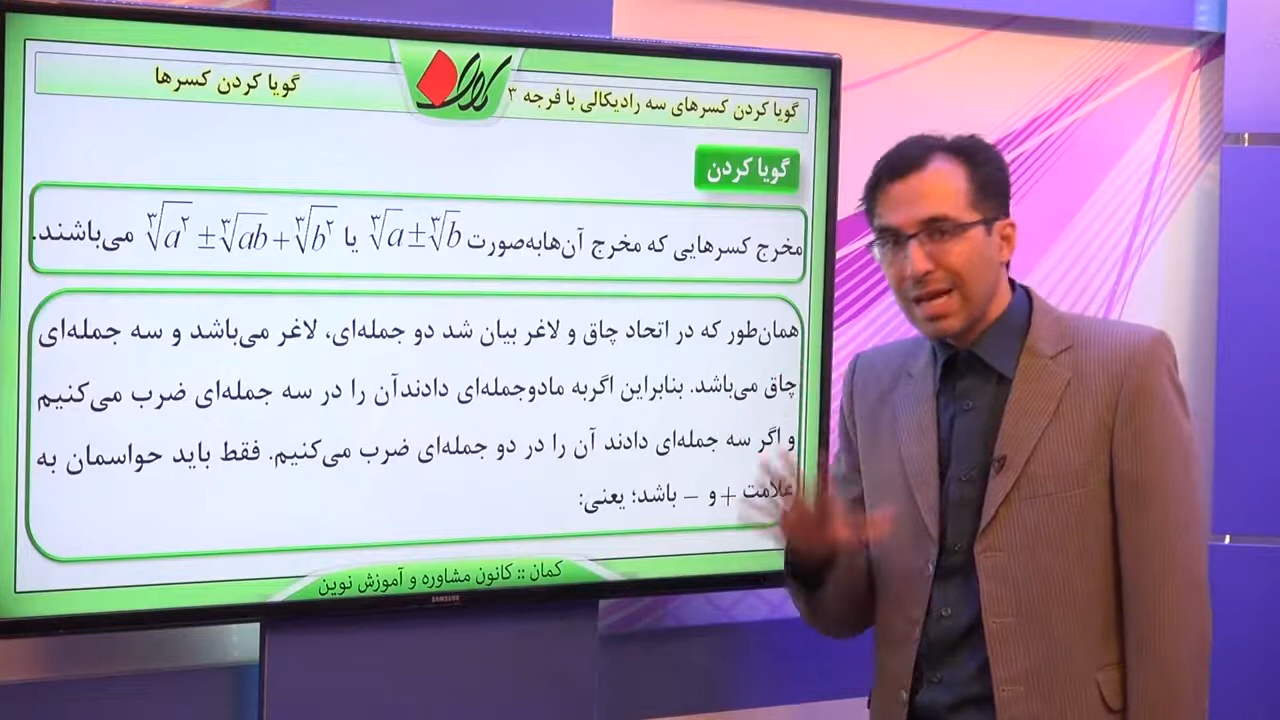 گویا کردن کسرهای سه رادیکالی با فرجه ۳
گویا کردن کسرها
گویا کردن
مخرج کسرهایی که مخرج آن‌هابه‌صورت ∛a ± ∛b یا ∛a² ± ∛ab + ∛b² می‌باشند.
همان‌طور که در اتحاد چاق و لاغر بیان شد دو جمله‌ای، لاغر می‌باشد و سه جمله‌ای
چاق می‌باشد. بنابراین اگربه مادوجمله‌ای دادندآن را در سه جمله‌ای ضرب می‌کنیم
و اگر سه جمله‌ای دادند آن را در دو جمله‌ای ضرب می‌کنیم. فقط باید حواسمان به
علامت + و – باشد؛ یعنی:
کمان :: کانون مشاوره و آموزش نوین
SAMSUNG